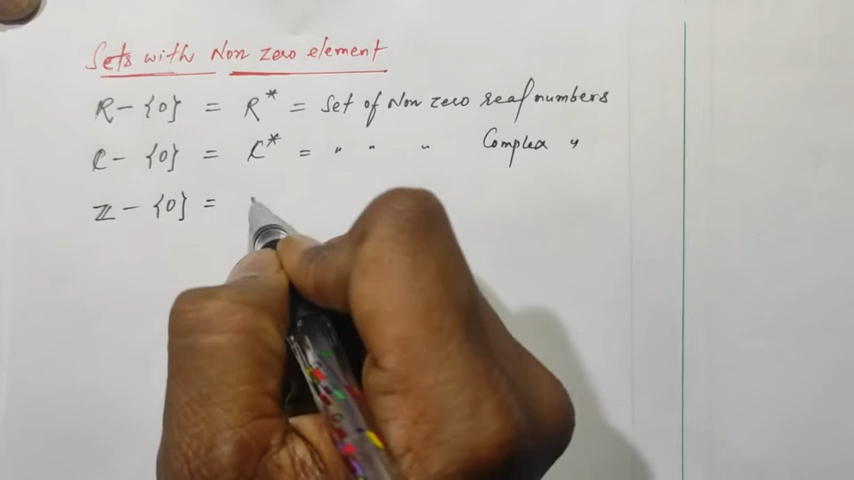 Sets with Non zero element
R - {0} = R* = Set of Non zero real numbers
C - {0} = C* = " " " Complex "
ℤ - {0} =